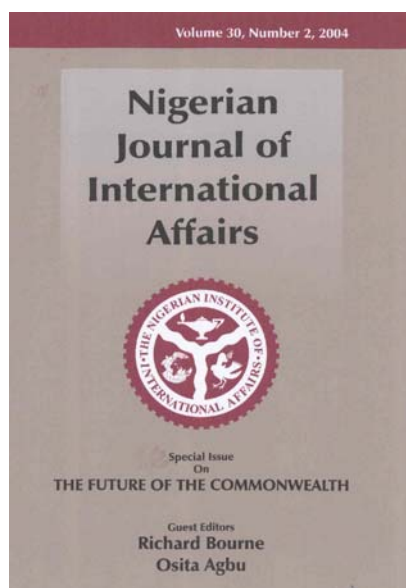 Volume 30, Number 2, 2004
Nigerian
Journal of
International
Affairs
·THE NIGERIAN INSTITUTE OF·
INTERNATIONAL AFFAIRS
Special Issue
On
THE FUTURE OF THE COMMONWEALTH
Guest Editors
Richard Bourne
Osita Agbu